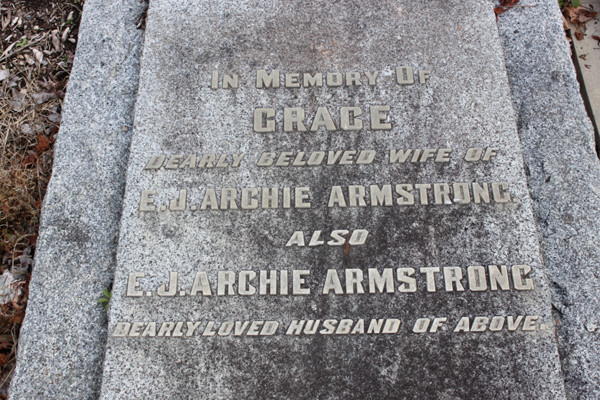 In Memory Of
GRACE
DEARLY BELOVED WIFE OF
E.J. ARCHIE ARMSTRONG.
ALSO
E.J. ARCHIE ARMSTRONG
DEARLY LOVED HUSBAND OF ABOVE.